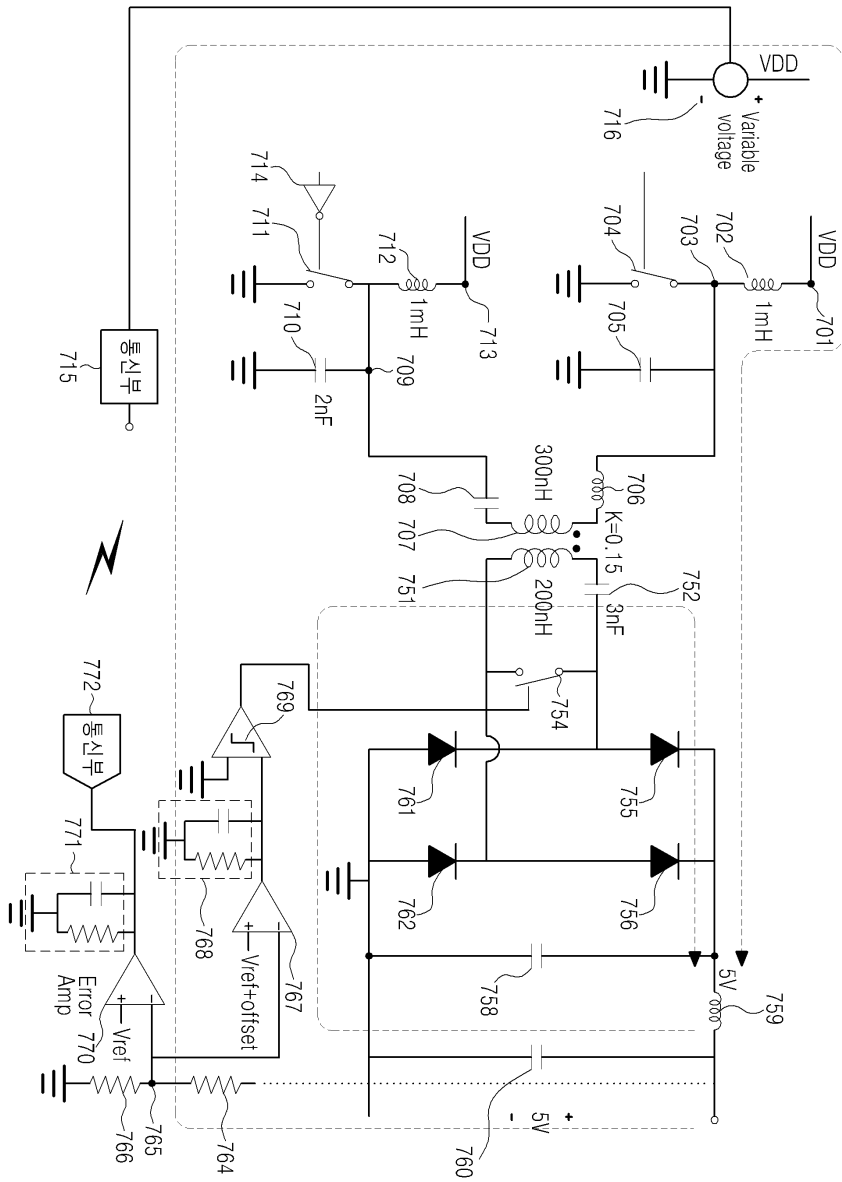 VDD
701
VDD
1mH
759
+
Variable
voltage
702
5V
-
703
752
716
704
705
706
K=0.15
3nF
755
756
754
+
5V
-
300nH
200nH
758
VDD
713
760
1mH
712
707
751
708
761
762
709
2nF
710
714
711
769
767
Vref+offset
+
-
768
764
통신부
715
765
-
+
Vref
770
Error
Amp
766
통신부
772
771